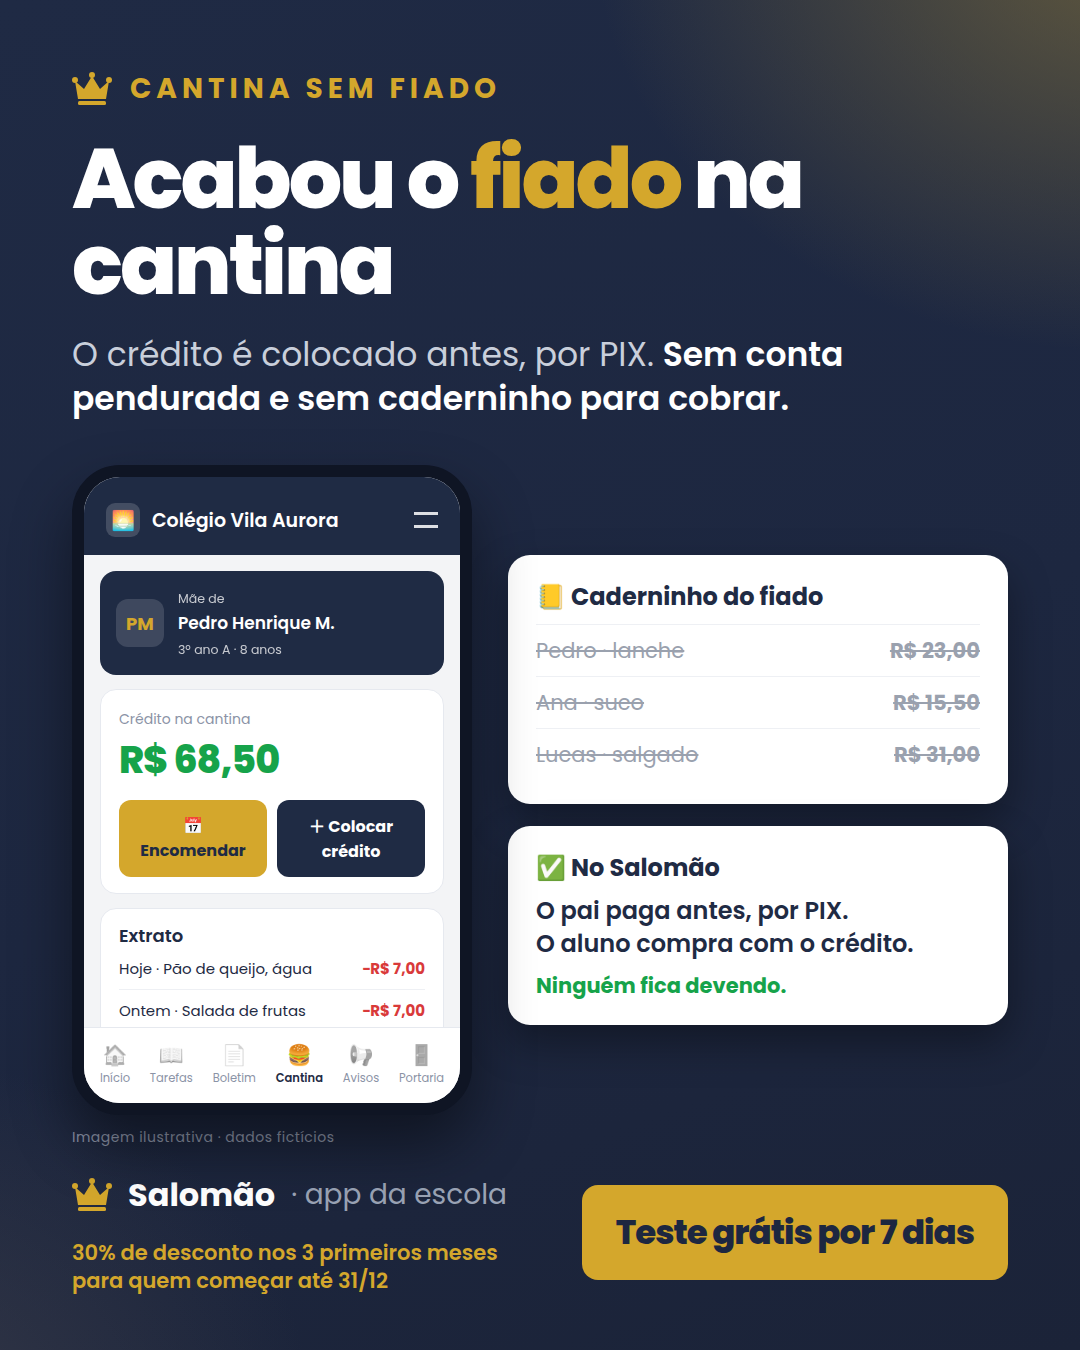 CANTINA SEM FIADO
Acabou o fiado na
cantina
O crédito é colocado antes, por PIX. Sem conta
pendurada e sem caderninho para cobrar.
Colégio Vila Aurora
PM
Mãe de
Pedro Henrique M.
3º ano A · 8 anos
Crédito na cantina
R$ 68,50
Encomendar
+ Colocar
crédito
Extrato
Hoje · Pão de queijo, água −R$ 7,00
Ontem · Salada de frutas −R$ 7,00
Início Tarefas Boletim Cantina Avisos Portaria
Caderninho do fiado
Pedro · lanche R$ 23,00
Ana · suco R$ 15,50
Lucas · salgado R$ 31,00
No Salomão
O pai paga antes, por PIX.
O aluno compra com o crédito.
Ninguém fica devendo.
Imagem ilustrativa · dados fictícios
Salomão · app da escola
30% de desconto nos 3 primeiros meses
para quem começar até 31/12
Teste grátis por 7 dias